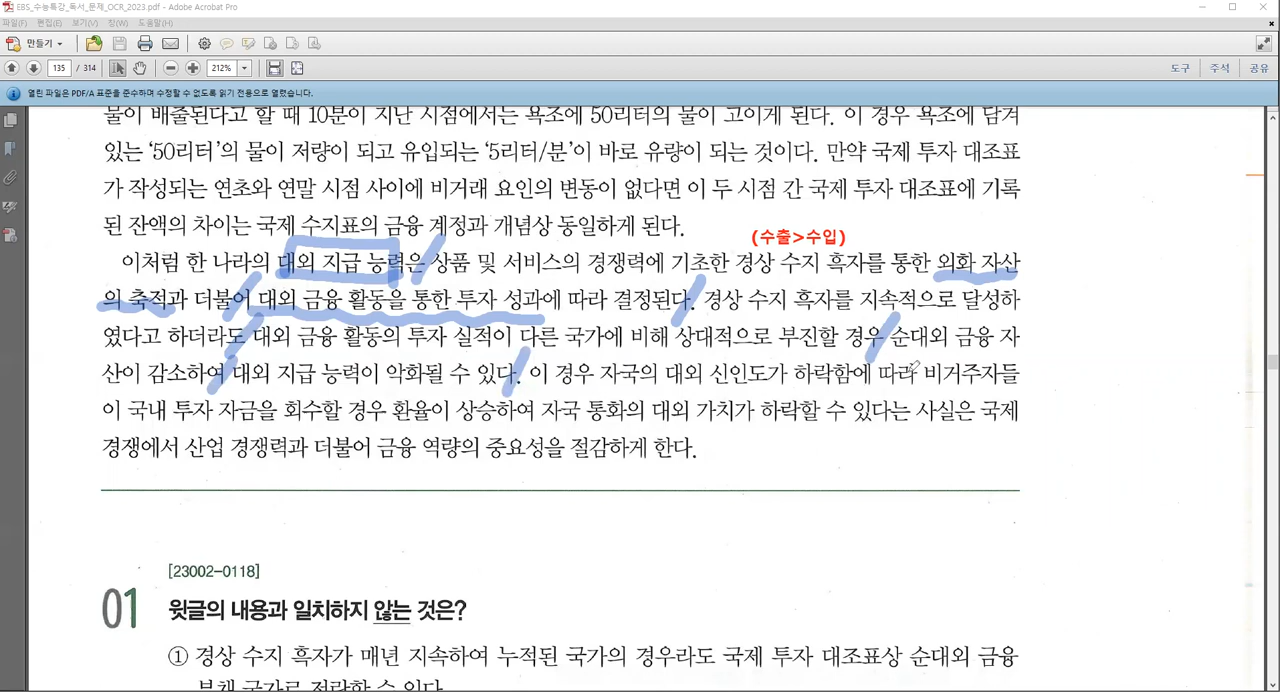 EBS_수능특강_독서_문제_OCR_2023.pdf - Adobe Acrobat Pro
파일(F) 편집(E) 보기(V) 창(W) 도움말(H)
만들기
135 / 314 212% 도구 주석 공유
열린 파일은 PDF/A 표준을 준수하며 수정할 수 없도록 읽기 전용으로 열렸습니다.
물이 배출된다고 할 때 10분이 지난 시점에서는 욕조에 50리터의 물이 고이게 된다. 이 경우 욕조에 담겨
있는 ‘50리터’의 물이 저량이 되고 유입되는 ‘5리터/분’이 바로 유량이 되는 것이다. 만약 국제 투자 대조표
가 작성되는 연초와 연말 시점 사이에 비거래 요인의 변동이 없다면 이 두 시점 간 국제 투자 대조표에 기록
된 잔액의 차이는 국제 수지표의 금융 계정과 개념상 동일하게 된다.
(수출>수입)
이처럼 한 나라의 대외 지급 능력은 상품 및 서비스의 경쟁력에 기초한 경상 수지 흑자를 통한 외화 자산
의 축적과 더불어 대외 금융 활동을 통한 투자 성과에 따라 결정된다. 경상 수지 흑자를 지속적으로 달성하
였다고 하더라도 대외 금융 활동의 투자 실적이 다른 국가에 비해 상대적으로 부진할 경우 순대외 금융 자
산이 감소하여 대외 지급 능력이 악화될 수 있다. 이 경우 자국의 대외 신인도가 하락함에 따라 비거주자들
이 국내 투자 자금을 회수할 경우 환율이 상승하여 자국 통화의 대외 가치가 하락할 수 있다는 사실은 국제
경쟁에서 산업 경쟁력과 더불어 금융 역량의 중요성을 절감하게 한다.
[23002-0118]
01 윗글의 내용과 일치하지 않는 것은?
① 경상 수지 흑자가 매년 지속하여 누적된 국가의 경우라도 국제 투자 대조표상 순대외 금융
부채 국가로 전락할 수 있다.